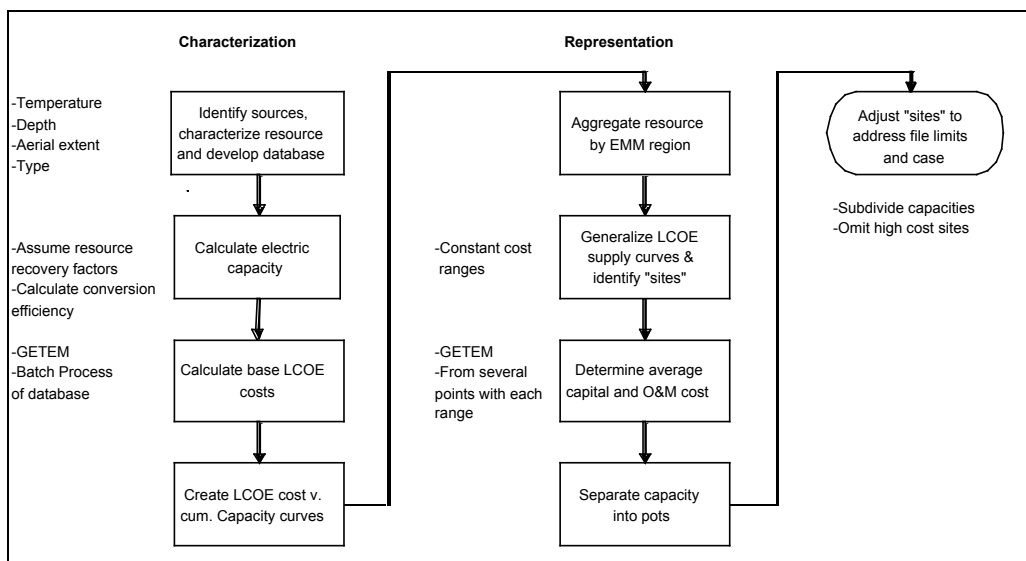 Characterization
-Temperature
-Depth
-Aerial extent
-Type
Identify sources,
characterize resource
and develop database
-Assume resource
recovery factors
-Calculate conversion
efficiency
Calculate electric
capacity
-GETEM
-Batch Process
of database
Calculate base LCOE
costs
Create LCOE cost v.
cum. Capacity curves
Representation
Aggregate resource
by EMM region
-Constant cost
ranges
Generalize LCOE
supply curves &
identify "sites"
-GETEM
-From several
points with each
range
Determine average
capital and O&M cost
Separate capacity
into pots
Adjust "sites" to
address file limits
and case
-Subdivide capacities
-Omit high cost sites